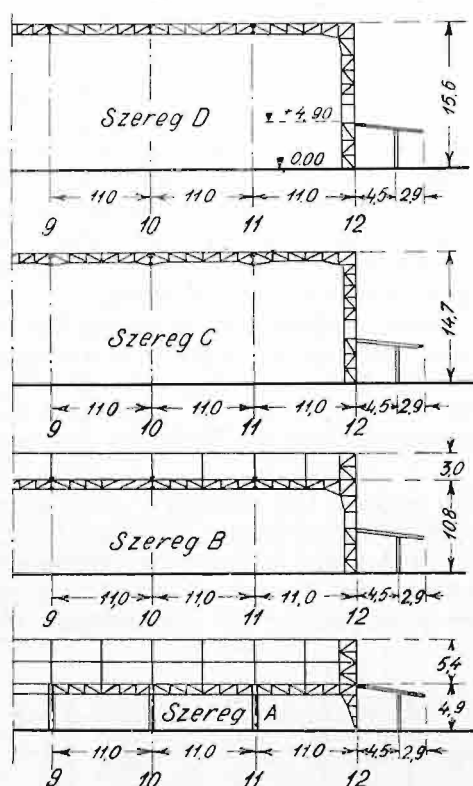 15,6
Szereg D
+4.90
0.00
11.0 11.0 11.0 4,5 2,9
9 10 11 12
14,7
Szereg C
11.0 11.0 11.0 4,5 2,9
9 10 11 12
3.0
10,8
Szereg B
11,0 11,0 11,0 4,5 2,9
9 10 11 12
5,4
4,9
Szereg A
11,0 11,0 11,0 4,5 2,9
9 10 11 12